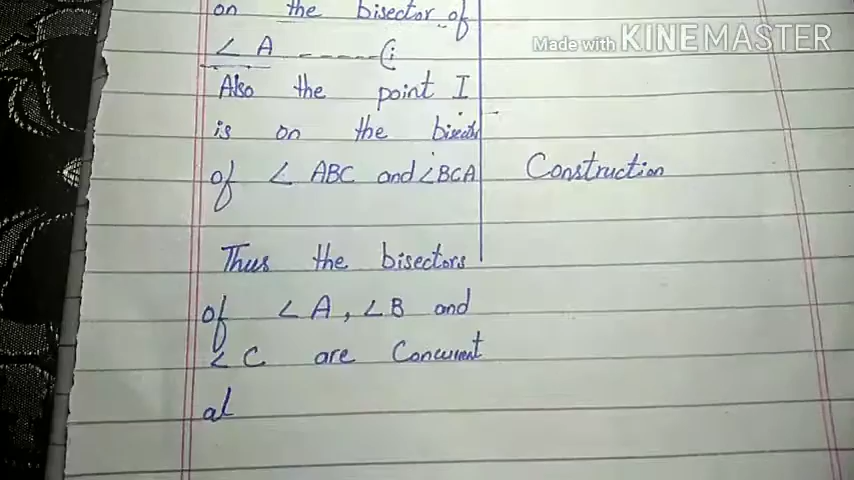 on the bisector of
Made with KINEMASTER
∠ A ------(i
Also the point I
is on the bisector
of ∠ ABC and ∠BCA Construction
Thus the bisectors
of ∠A, ∠B and
∠ C are Concurrent
at